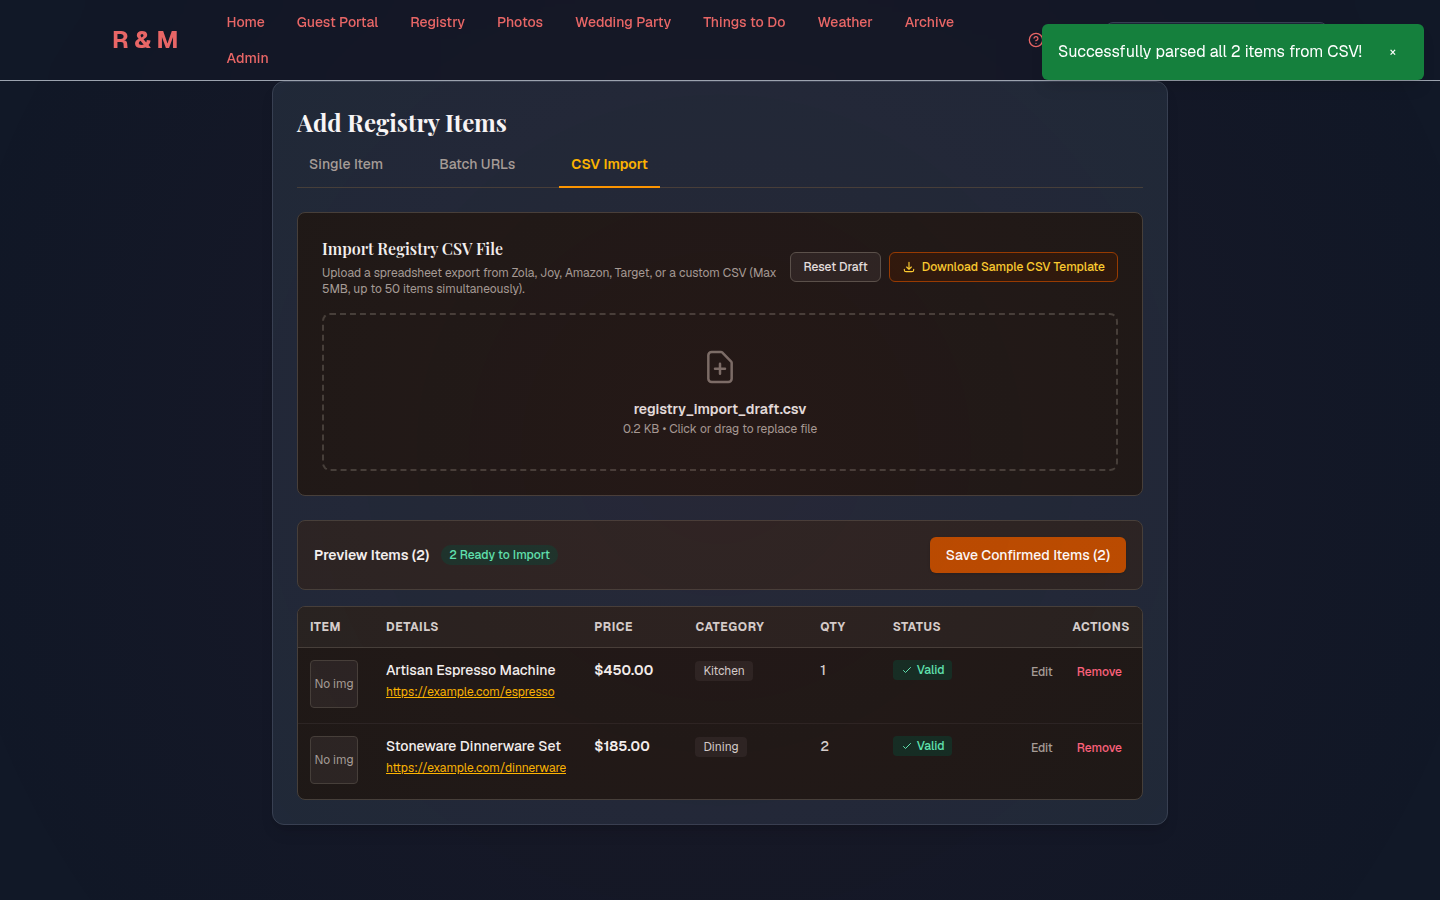 R & M
Home Guest Portal Registry Photos Wedding Party Things to Do Weather Archive
Admin
Successfully parsed all 2 items from CSV! ×
Add Registry Items
Single Item Batch URLs CSV Import
Import Registry CSV File
Upload a spreadsheet export from Zola, Joy, Amazon, Target, or a custom CSV (Max
5MB, up to 50 items simultaneously).
Reset Draft Download Sample CSV Template
registry_import_draft.csv
0.2 KB • Click or drag to replace file
Preview Items (2) 2 Ready to Import Save Confirmed Items (2)
ITEM DETAILS PRICE CATEGORY QTY STATUS ACTIONS
No img Artisan Espresso Machine $450.00 Kitchen 1 ✓ Valid Edit Remove
https://example.com/espresso
No img Stoneware Dinnerware Set $185.00 Dining 2 ✓ Valid Edit Remove
https://example.com/dinnerware